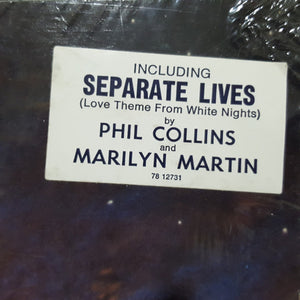 INCLUDING
SEPARATE LIVES
(Love Theme From White Nights)
by
PHIL COLLINS
and
MARILYN MARTIN
78 12731